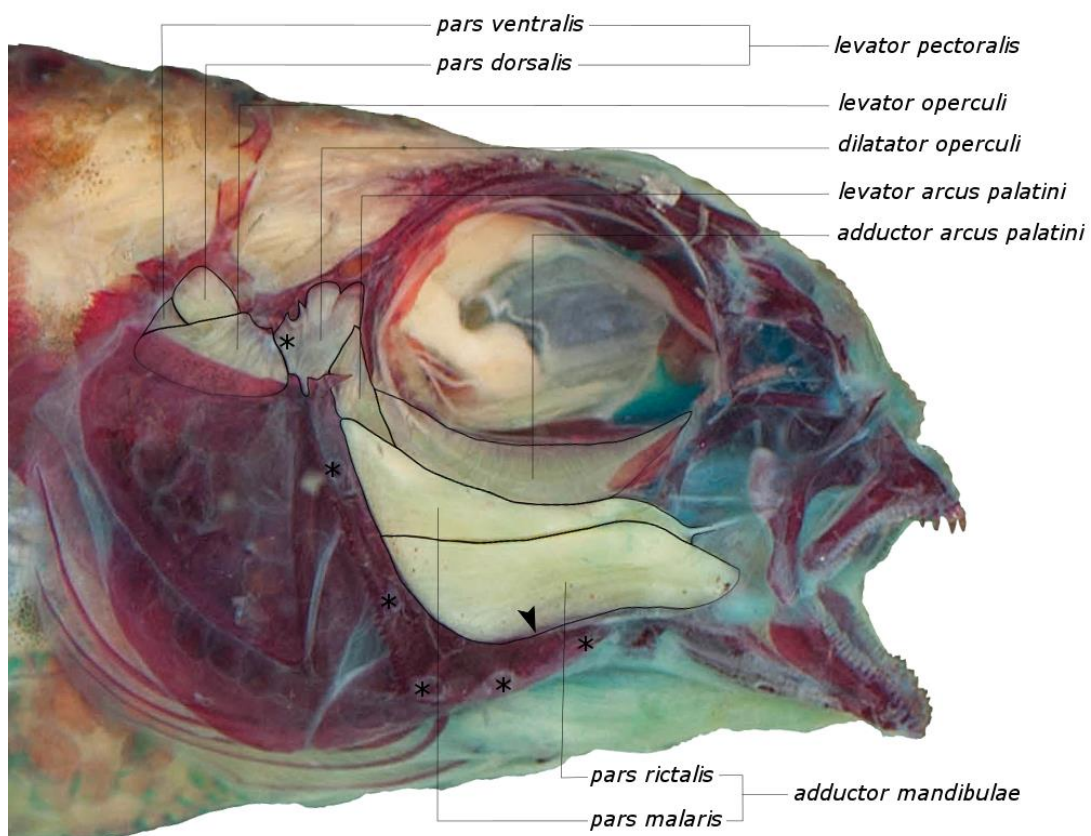 pars ventralis
levator pectoralis
pars dorsalis
levator operculi
dilatator operculi
levator arcus palatini
adductor arcus palatini
*
*
*
*
*
*
pars rictalis
adductor mandibulae
pars malaris